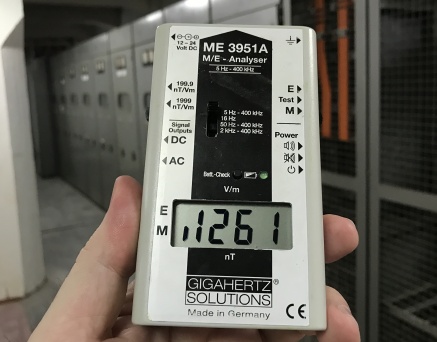 12 – 24
Volt DC
ME 3951A
M/E - Analyser
5 Hz - 400 kHz
199.9
nT/Vm
1999
nT/Vm
E
Test
M
5 Hz - 400 kHz
16 Hz
50 Hz - 400 kHz
2 kHz - 400 kHz
Signal
Outputs
DC
AC
Power
Batt.-Check
V/m
E
M
1261
nT
GIGAHERTZ
SOLUTIONS®
Made in Germany
CE